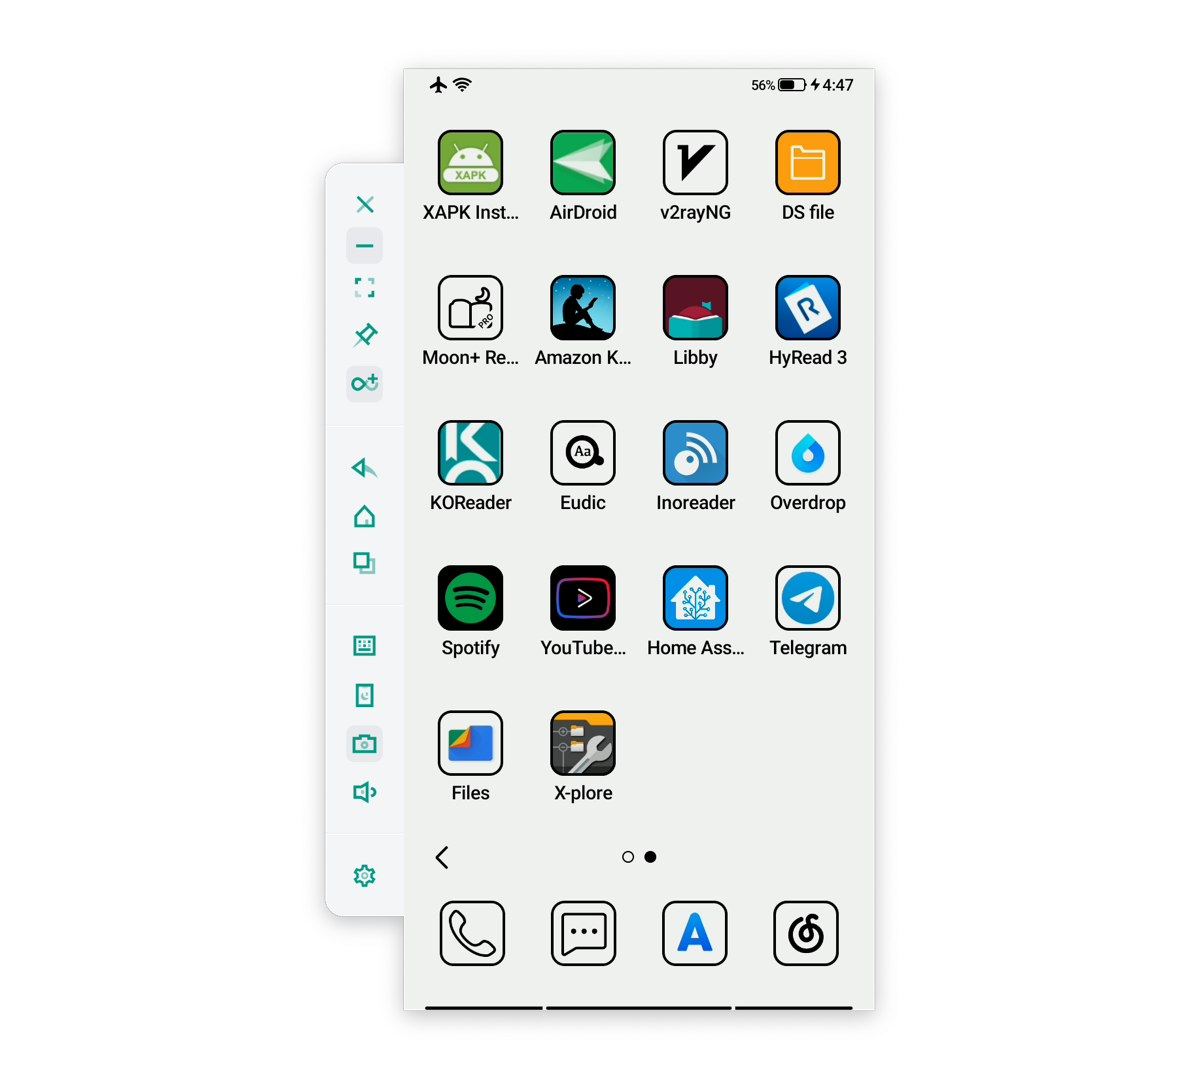 56% 4:47
XAPK
XAPK Inst... AirDroid v2rayNG DS file
PRO R
Moon+ Re... Amazon K... Libby HyRead 3
KO Aa
KOReader Eudic Inoreader Overdrop
Spotify YouTube... Home Ass... Telegram
Files X-plore
A